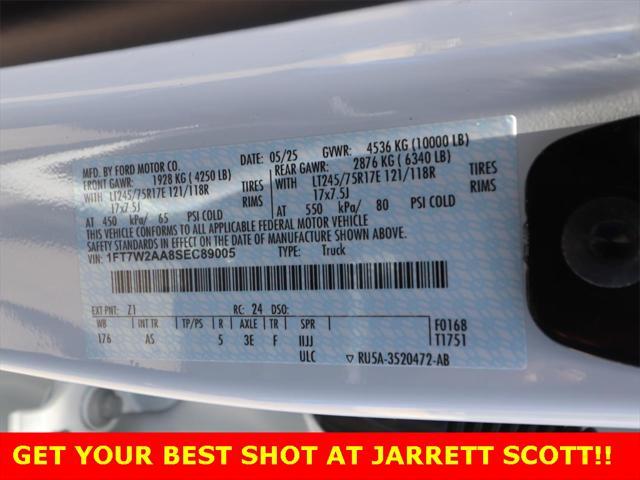 MFD. BY FORD MOTOR CO.
DATE: 05/25 GVWR: 4536 KG (10000 LB)
FRONT GAWR: 1928 KG ( 4250 LB)
REAR GAWR: 2876 KG ( 6340 LB)
WITH LT245/75R17E 121/118R TIRES
WITH LT245/75R17E 121/118R TIRES
17x7.5J RIMS
17x7.5J RIMS
AT 450 kPa/ 65 PSI COLD
AT 550 kPa/ 80 PSI COLD
THIS VEHICLE CONFORMS TO ALL APPLICABLE FEDERAL MOTOR VEHICLE
SAFETY STANDARDS IN EFFECT ON THE DATE OF MANUFACTURE SHOWN ABOVE.
VIN: 1FT7W2AA8SEC89005 TYPE: Truck
EXT PNT: Z1 RC: 24 DSO:
WB INT TR TP/PS R AXLE TR SPR F0168
176 AS 5 3E F IIJJ T1751
ULC RU5A-3520472-AB
GET YOUR BEST SHOT AT JARRETT SCOTT!!